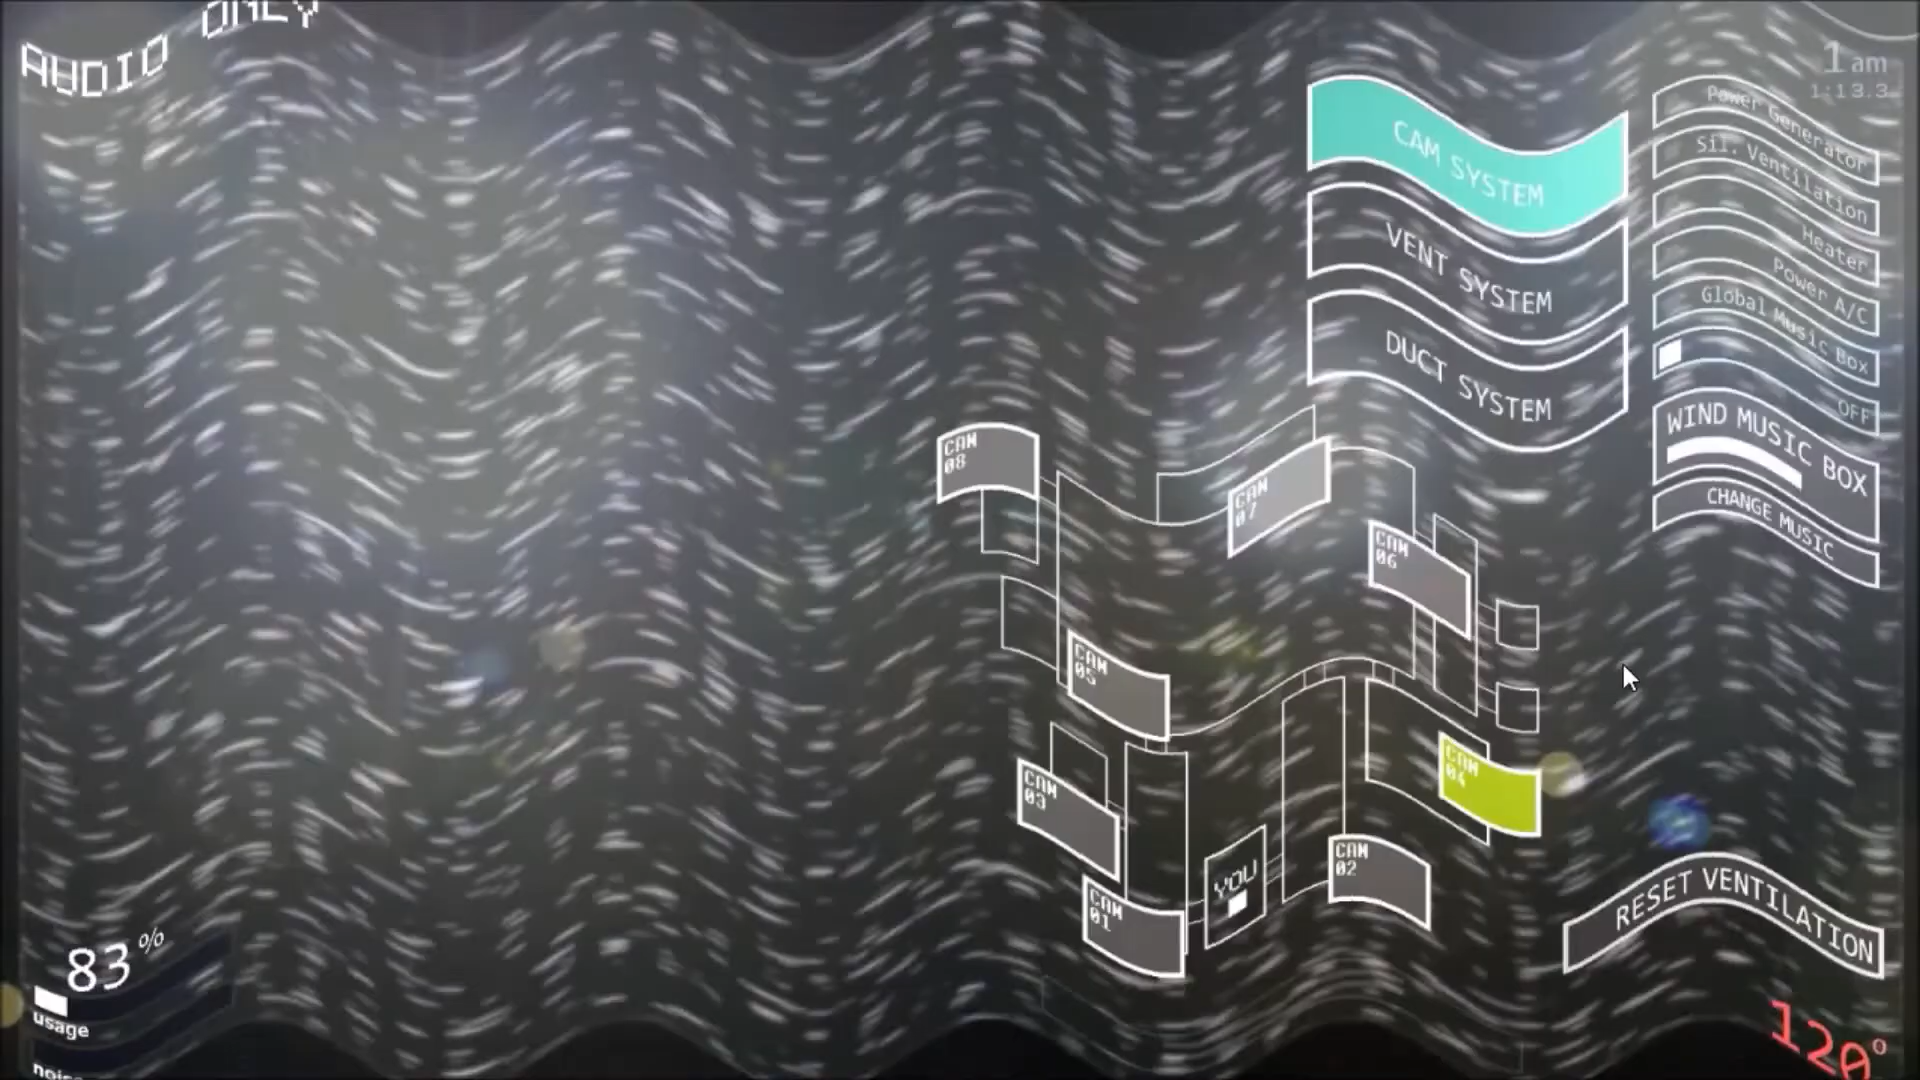 AUDIO ONLY
1 am
1:13.3
CAM SYSTEM
VENT SYSTEM
DUCT SYSTEM
Power Generator
Sil. Ventilation
Heater
Power A/C
Global Music Box
OFF
WIND MUSIC BOX
CHANGE MUSIC
CAM 08
CAM 07
CAM 06
CAM 05
CAM 04
CAM 03
CAM 02
CAM 01
YOU
RESET VENTILATION
83%
usage
120°